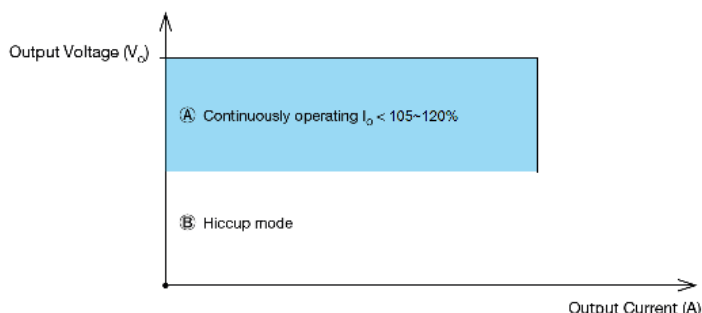 Output Voltage (Vo)
Ⓐ Continuously operating Io < 105~120%
Ⓑ Hiccup mode
Output Current (A)